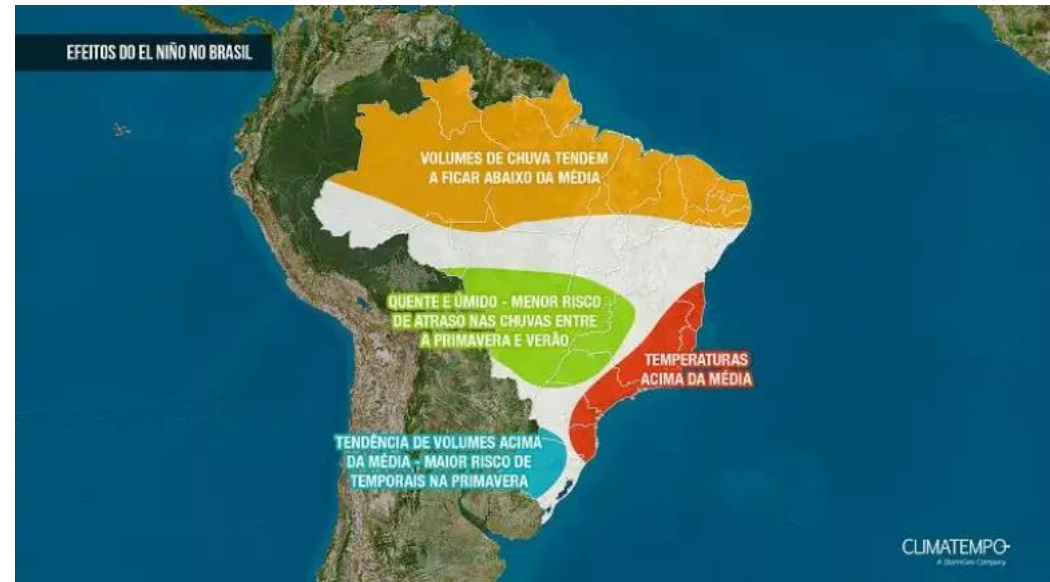 EFEITOS DO EL NIÑO NO BRASIL
VOLUMES DE CHUVA TENDEM
A FICAR ABAIXO DA MÉDIA
QUENTE E ÚMIDO - MENOR RISCO
DE ATRASO NAS CHUVAS ENTRE
A PRIMAVERA E VERÃO
TEMPERATURAS
ACIMA DA MÉDIA
TENDÊNCIA DE VOLUMES ACIMA
DA MÉDIA - MAIOR RISCO DE
TEMPORAIS NA PRIMAVERA
CLIMATEMPO
A StormGeo Company